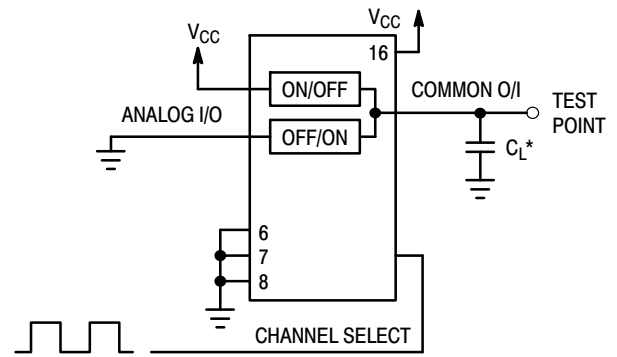 VCC
VCC
16
ON/OFF
COMMON O/I
TEST
POINT
ANALOG I/O
OFF/ON
CL*
6
7
8
CHANNEL SELECT